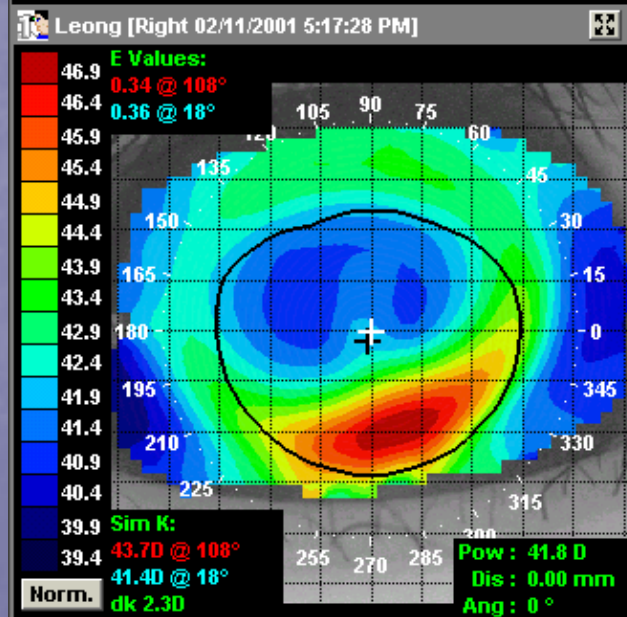 Leong [Right 02/11/2001 5:17:28 PM]
E Values:
0.34 @ 108°
0.36 @ 18°
46.9
46.4
45.9
45.4
44.9
44.4
43.9
43.4
42.9
42.4
41.9
41.4
40.9
40.4
39.9
39.4
Norm.
105 90 75
120 60
135 45
150 30
165 15
180 0
195 345
210 330
225 315
300
255 270 285
Sim K:
43.7D @ 108°
41.4D @ 18°
dk 2.3D
Pow : 41.8 D
Dis : 0.00 mm
Ang : 0 °